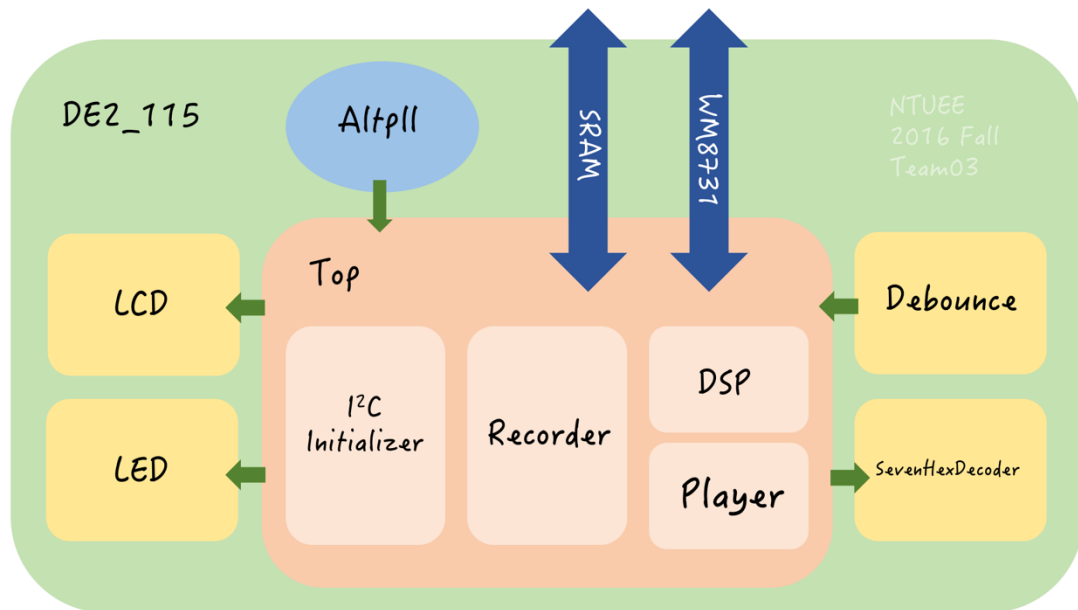 DE2_115
Altpll
SRAM
WM8731
NTUEE
2016 Fall
Team03
Top
LCD
LED
I²C
Initializer
Recorder
DSP
Player
Debounce
SevenHexDecoder